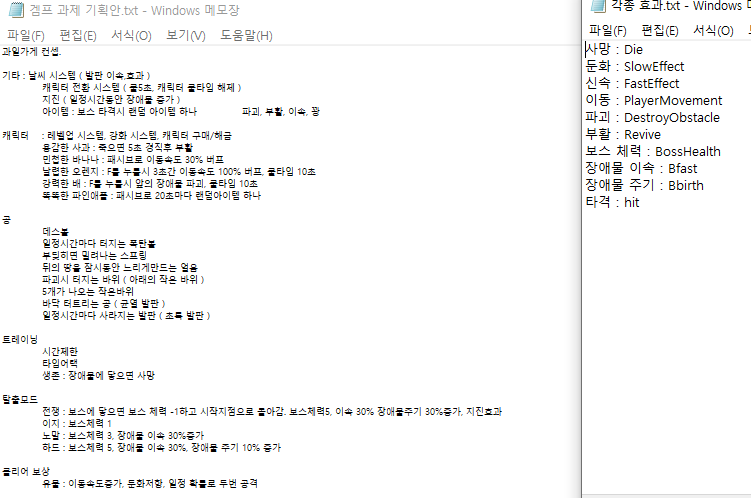 겜프 과제 기획안.txt - Windows 메모장
파일(F) 편집(E) 서식(O) 보기(V) 도움말(H)
과일가게 컨셉.
기타 : 날씨 시스템 ( 발판 이속,효과 )
캐릭터 전환 시스템 ( 쿨5초, 캐릭터 쿨타임 해제 )
지진 ( 일정시간동안 장애물 증가 )
아이템 : 보스 타격시 랜덤 아이템 하나 파괴, 부활, 이속, 꽝
캐릭터 : 레벨업 시스템, 강화 시스템, 캐릭터 구매/해금
용감한 사과 : 죽으면 5초 경직후 부활
민첩한 바나나 : 패시브로 이동속도 30% 버프
날렵한 오렌지 : F를 누를시 3초간 이동속도 100% 버프, 쿨타임 10초
강력한 배 : F를 누를시 앞의 장애물 파괴, 쿨타임 10초
똑똑한 파인애플 : 패시브로 20초마다 랜덤아이템 하나
공
데스볼
일정시간마다 터지는 폭탄볼
부딪히면 밀려나는 스프링
뒤의 땅을 잠시동안 느리게만드는 얼음
파괴시 터지는 바위 ( 아래의 작은 바위 )
5개가 나오는 작은바위
바닥 터트리는 공 ( 균열 발판 )
일정시간마다 사라지는 발판 ( 초록 발판 )
트레이닝
시간제한
타임어택
생존 : 장애물에 닿으면 사망
탈출모드
전쟁 : 보스에 닿으면 보스 체력 -1하고 시작지점으로 돌아감. 보스체력5, 이속 30% 장애물주기 30%증가, 지진효과
이지 : 보스체력 1
노말 : 보스체력 3, 장애물 이속 30%증가
하드 : 보스체력 5, 장애물 이속 30%, 장애물 주기 10% 증가
클리어 보상
유물 : 이동속도증가, 둔화저항, 일정 확률로 두번 공격
각종 효과.txt - Windows 메
파일(F) 편집(E) 서식(O) 보
사망 : Die
둔화 : SlowEffect
신속 : FastEffect
이동 : PlayerMovement
파괴 : DestroyObstacle
부활 : Revive
보스 체력 : BossHealth
장애물 이속 : Bfast
장애물 주기 : Bbirth
타격 : hit